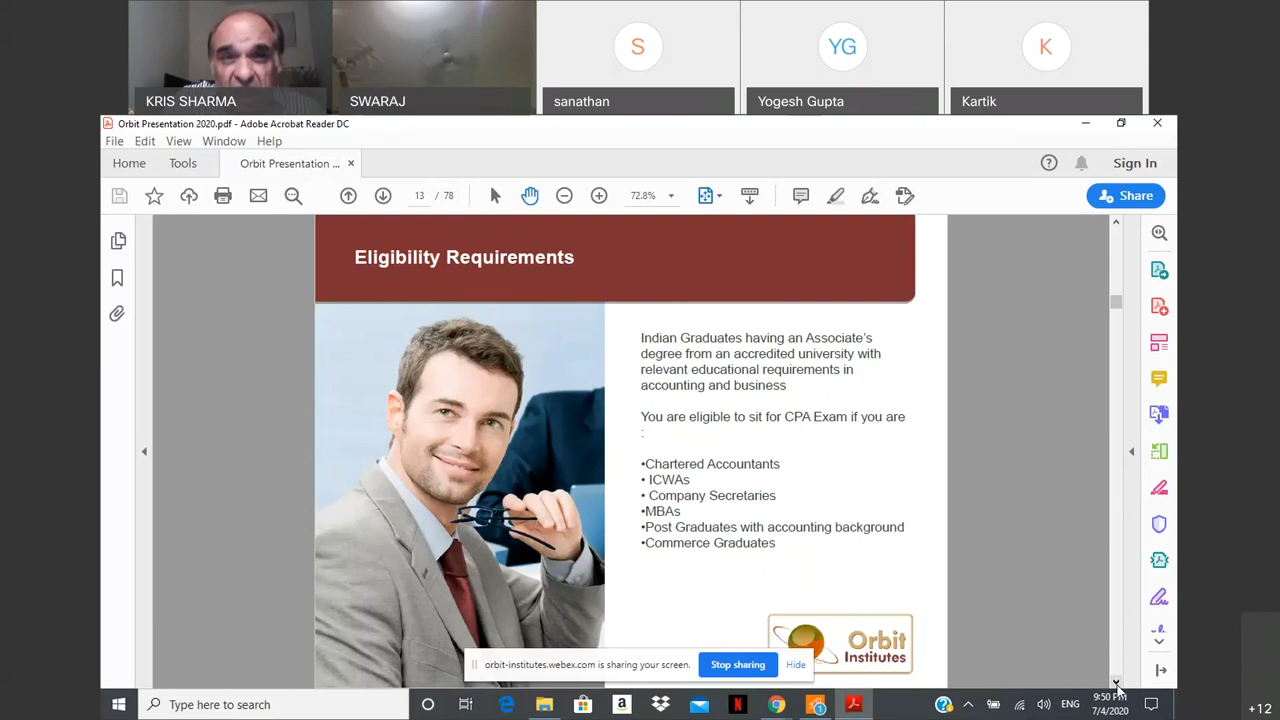 S
YG
K
KRIS SHARMA
SWARAJ
sanathan
Yogesh Gupta
Kartik
Orbit Presentation 2020.pdf - Adobe Acrobat Reader DC
File Edit View Window Help
Home Tools Orbit Presentation ... × Sign In
13 / 78 72.8% Share
Eligibility Requirements
Indian Graduates having an Associate's
degree from an accredited university with
relevant educational requirements in
accounting and business
You are eligible to sit for CPA Exam if you are
:
•Chartered Accountants
• ICWAs
• Company Secretaries
•MBAs
•Post Graduates with accounting background
•Commerce Graduates
Orbit
Institutes
orbit-institutes.webex.com is sharing your screen. Stop sharing Hide
Type here to search
ENG
9:50 PM
7/4/2020
+12